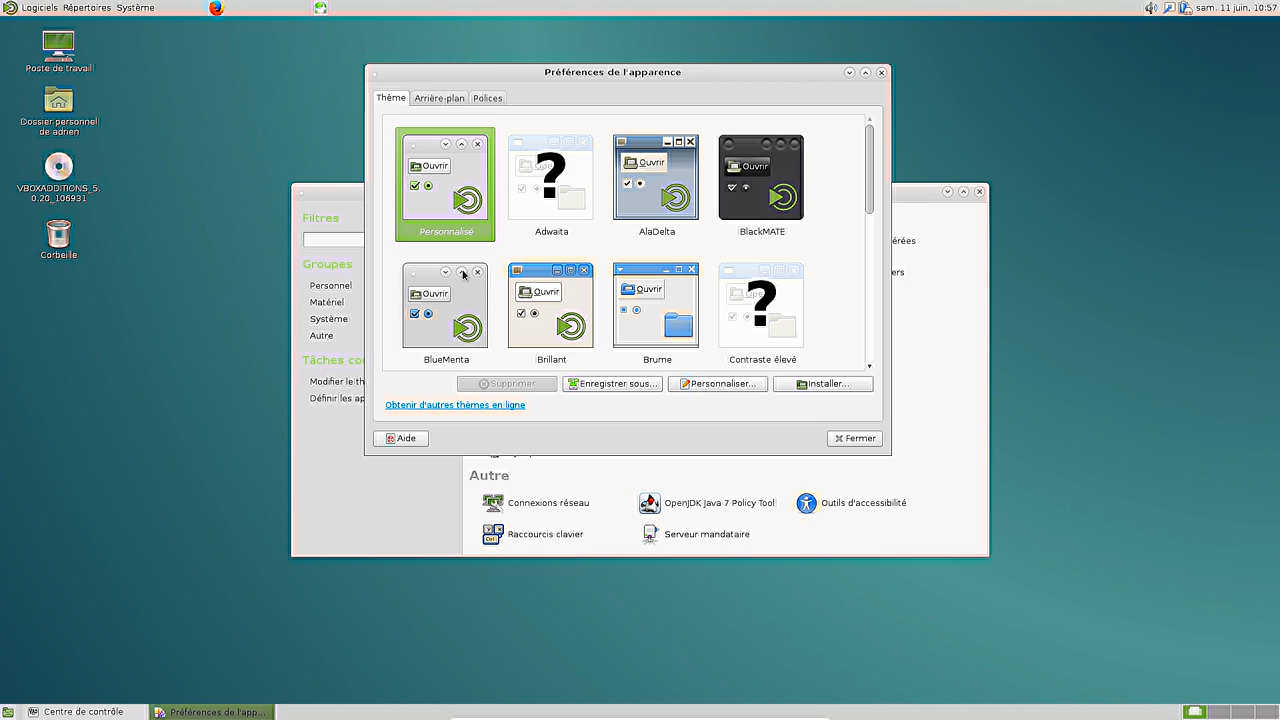 Logiciels Répertoires Système
sam. 11 juin, 10:57
Poste de travail
Dossier personnel
de adrien
VBOXADDITIONS_5.
0.20_106931
Corbeille
Préférences de l'apparence
Thème Arrière-plan Polices
Ouvrir Ouvrir Ouvrir
Personnalisé Adwaita AlaDelta BlackMATE
Ouvrir Ouvrir Ouvrir
BlueMenta Brillant Brume Contraste élevé
Supprimer Enregistrer sous... Personnaliser... Installer...
Obtenir d'autres thèmes en ligne
Aide Fermer
Filtres
Groupes
Personnel
Matériel
Système
Autre
Tâches co
Modifier le th
Définir les ap
érées
ers
Autre
Connexions réseau OpenJDK Java 7 Policy Tool Outils d'accessibilité
Raccourcis clavier Serveur mandataire
Centre de contrôle Préférences de l'app...